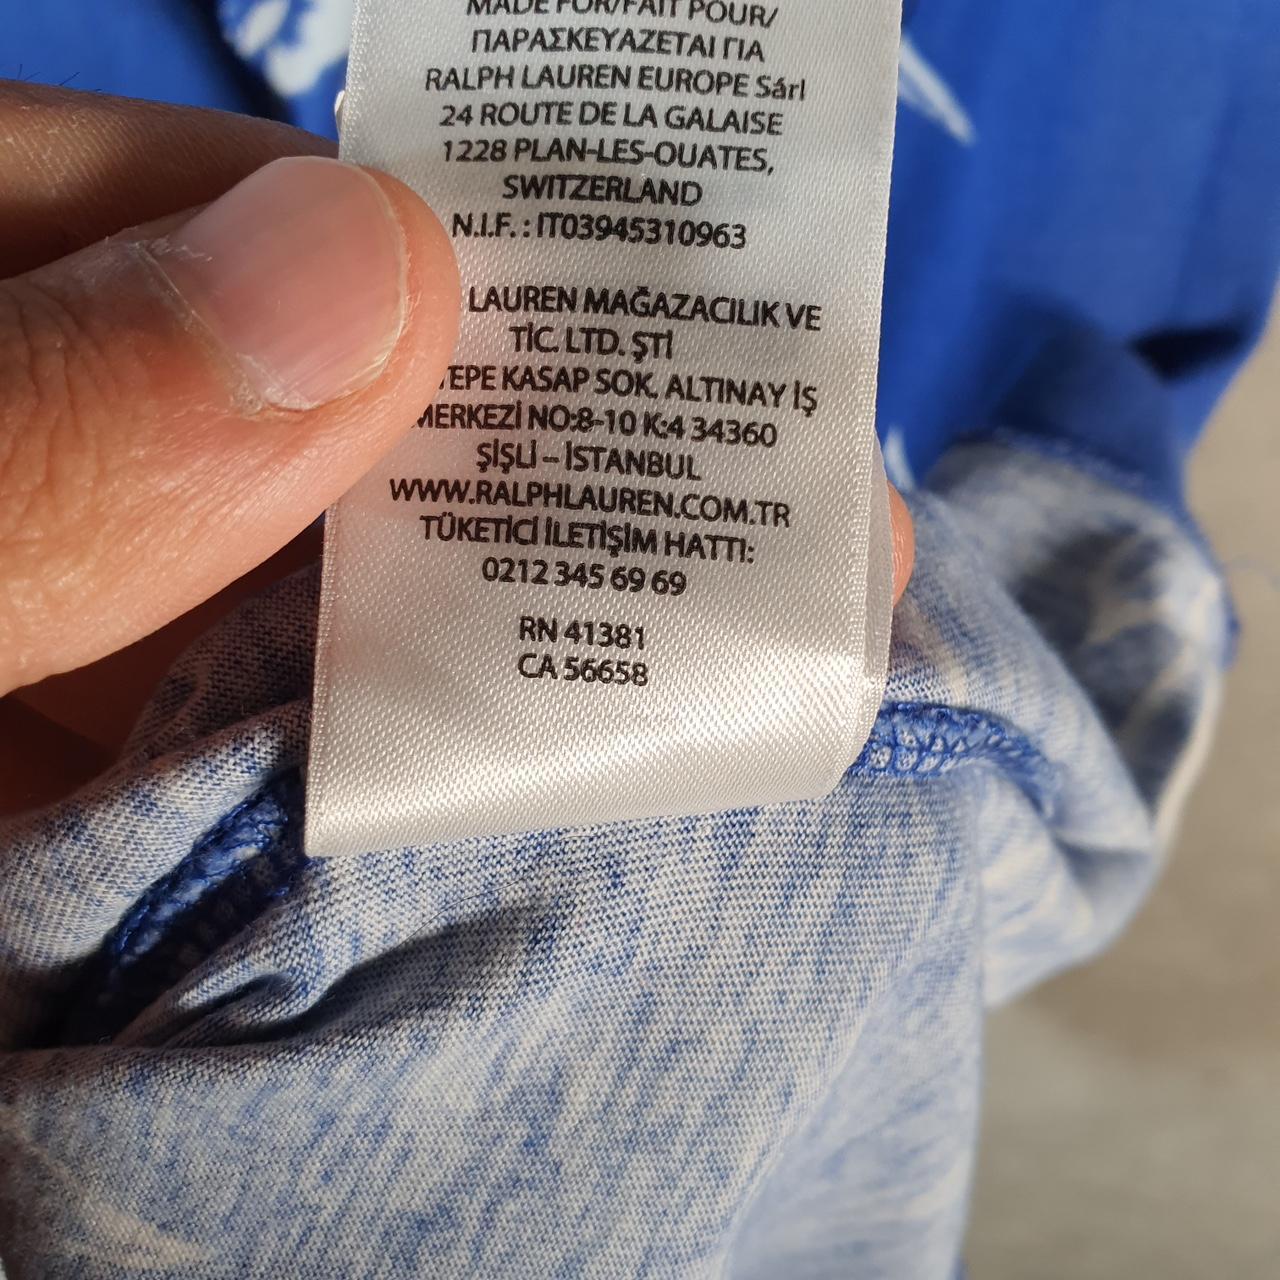 MADE FOR/FAIT POUR/
ΠΑΡΑΣΚΕΥΑΖΕΤΑΙ ΓΙΑ
RALPH LAUREN EUROPE Sárl
24 ROUTE DE LA GALAISE
1228 PLAN-LES-OUATES,
SWITZERLAND
N.I.F. : IT03945310963
LAUREN MAĞAZACILIK VE
TİC. LTD. ŞTİ
TEPE KASAP SOK. ALTINAY İŞ
MERKEZİ NO:8-10 K:4 34360
ŞİŞLİ – İSTANBUL
WWW.RALPHLAUREN.COM.TR
TÜKETİCİ İLETİŞİM HATTI:
0212 345 69 69
RN 41381
CA 56658